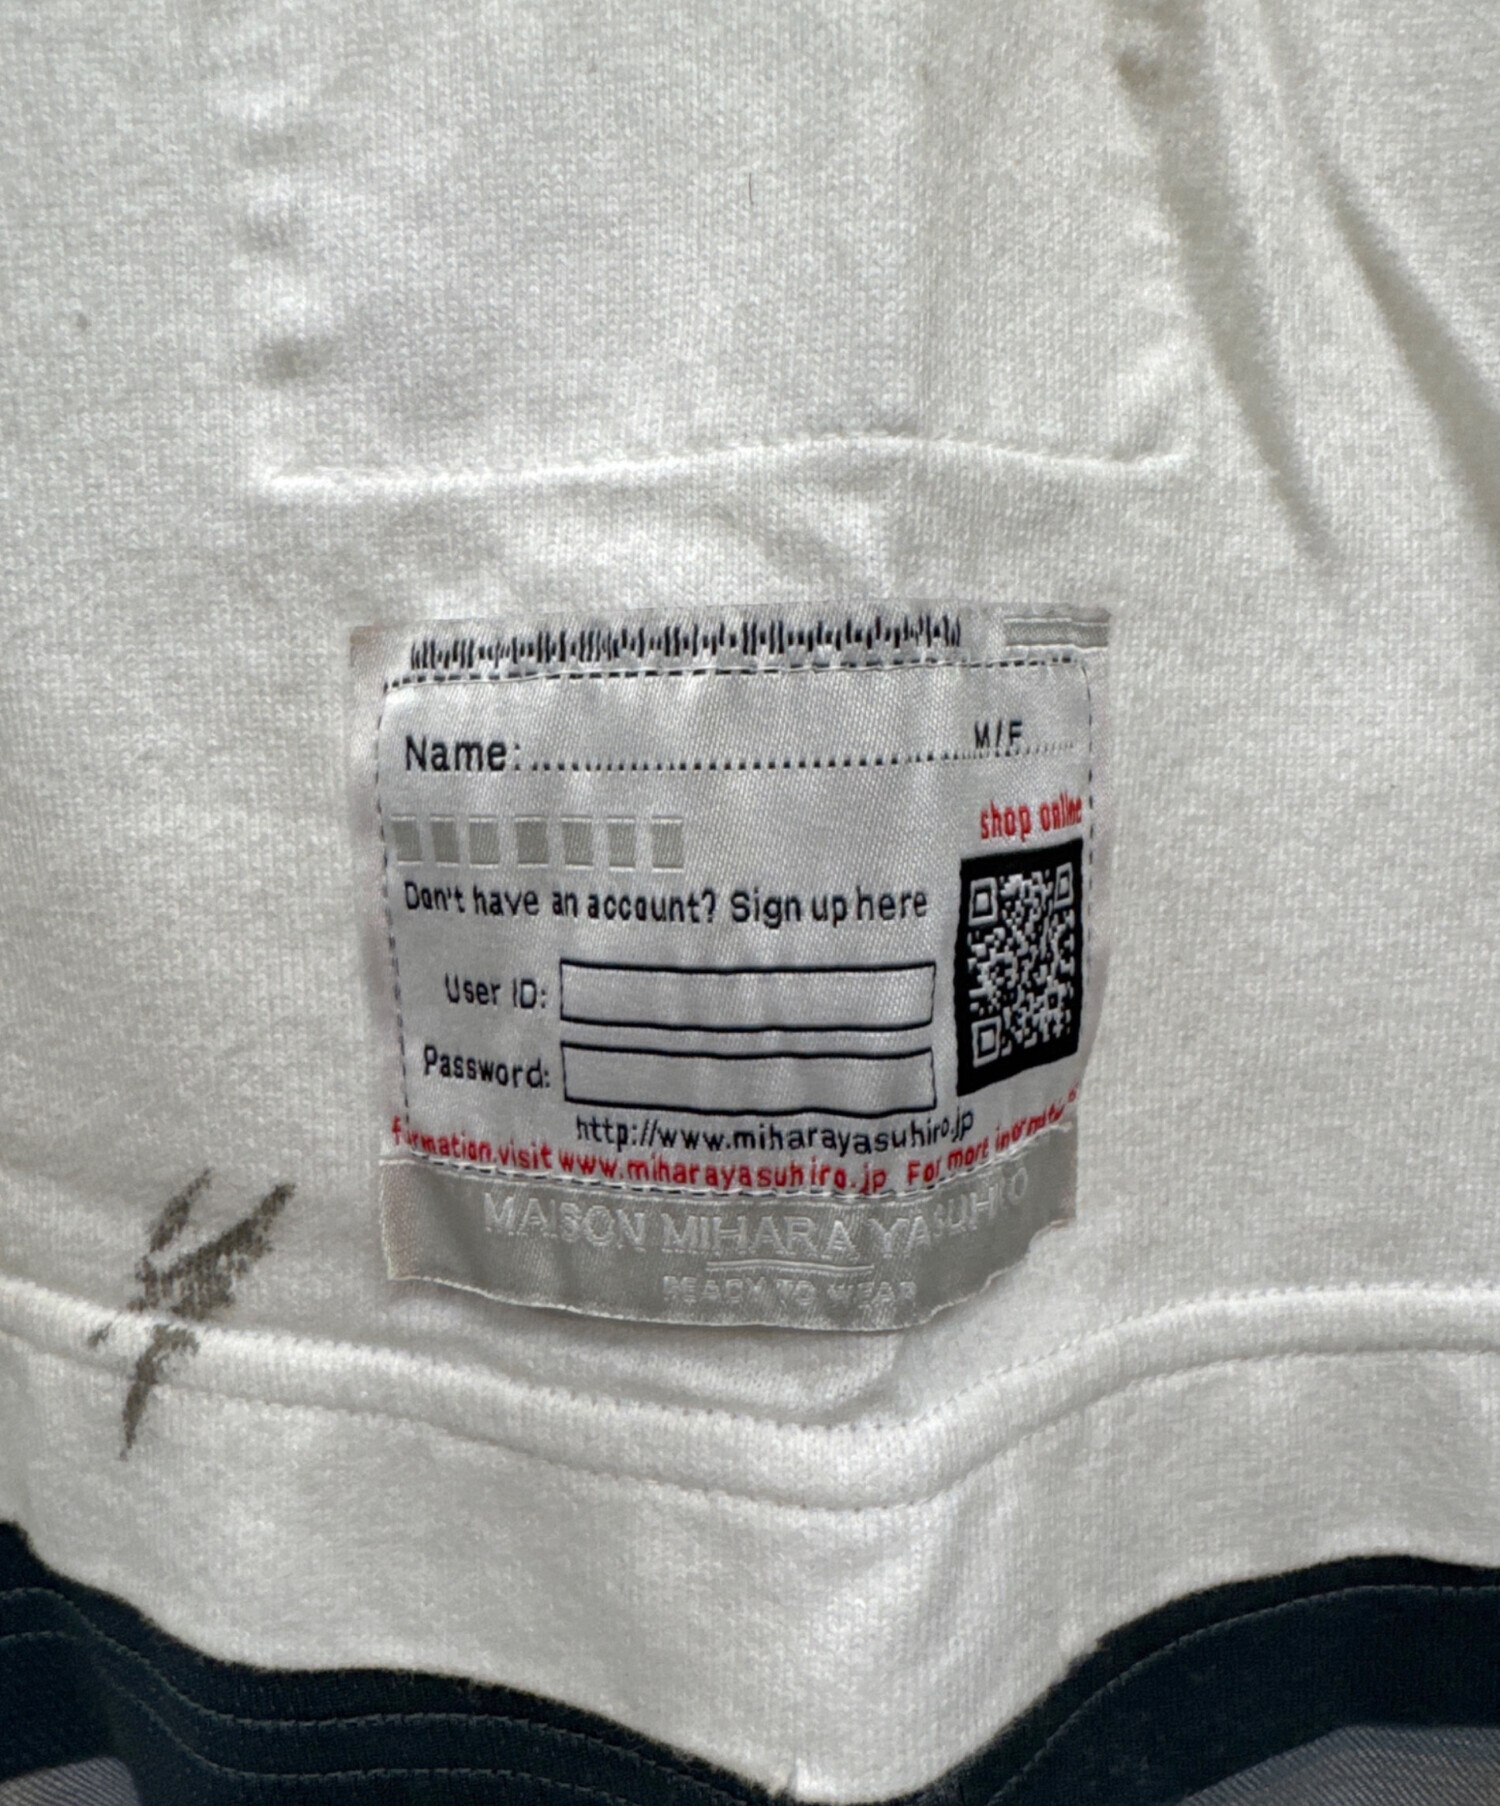 Name:
M/F
shop online
Don't have an account? Sign up here
User ID:
Password:
http://www.miharayasuhiro.jp
formation.visit www.miharayasuhiro.jp For more informati
MAISON MIHARA YASUHIRO
READY TO WEAR